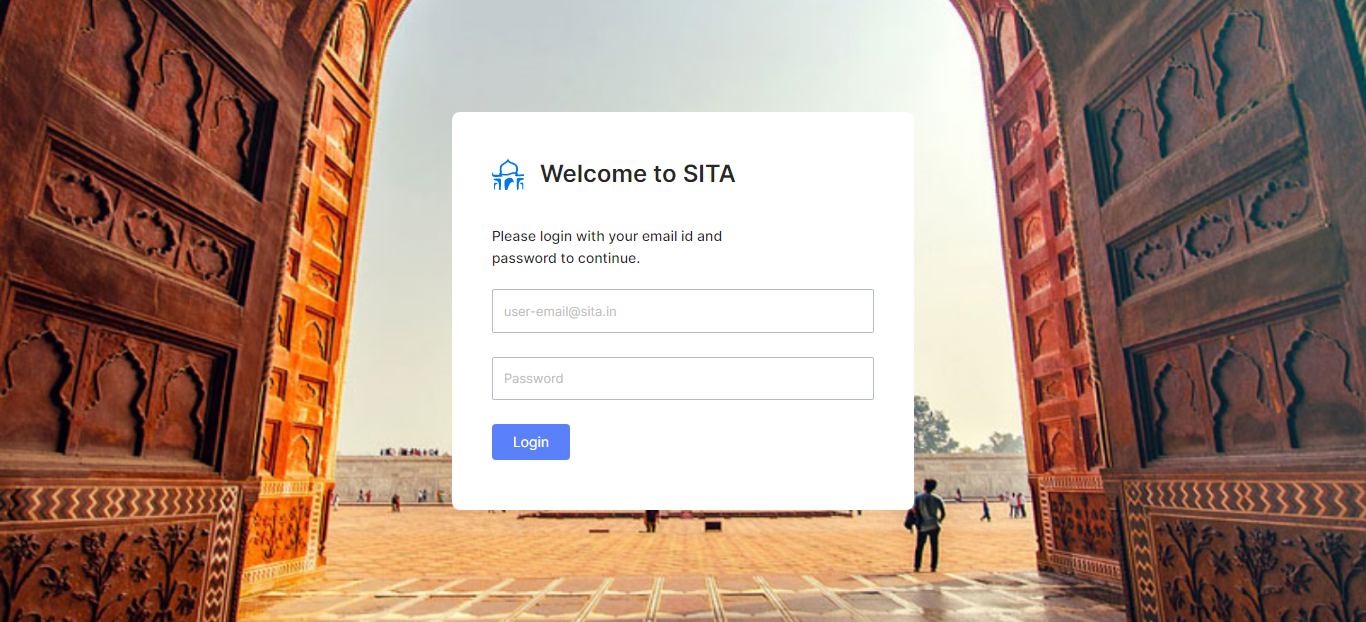 Welcome to SITA
Please login with your email id and
password to continue.
user-email@sita.in
Password
Login